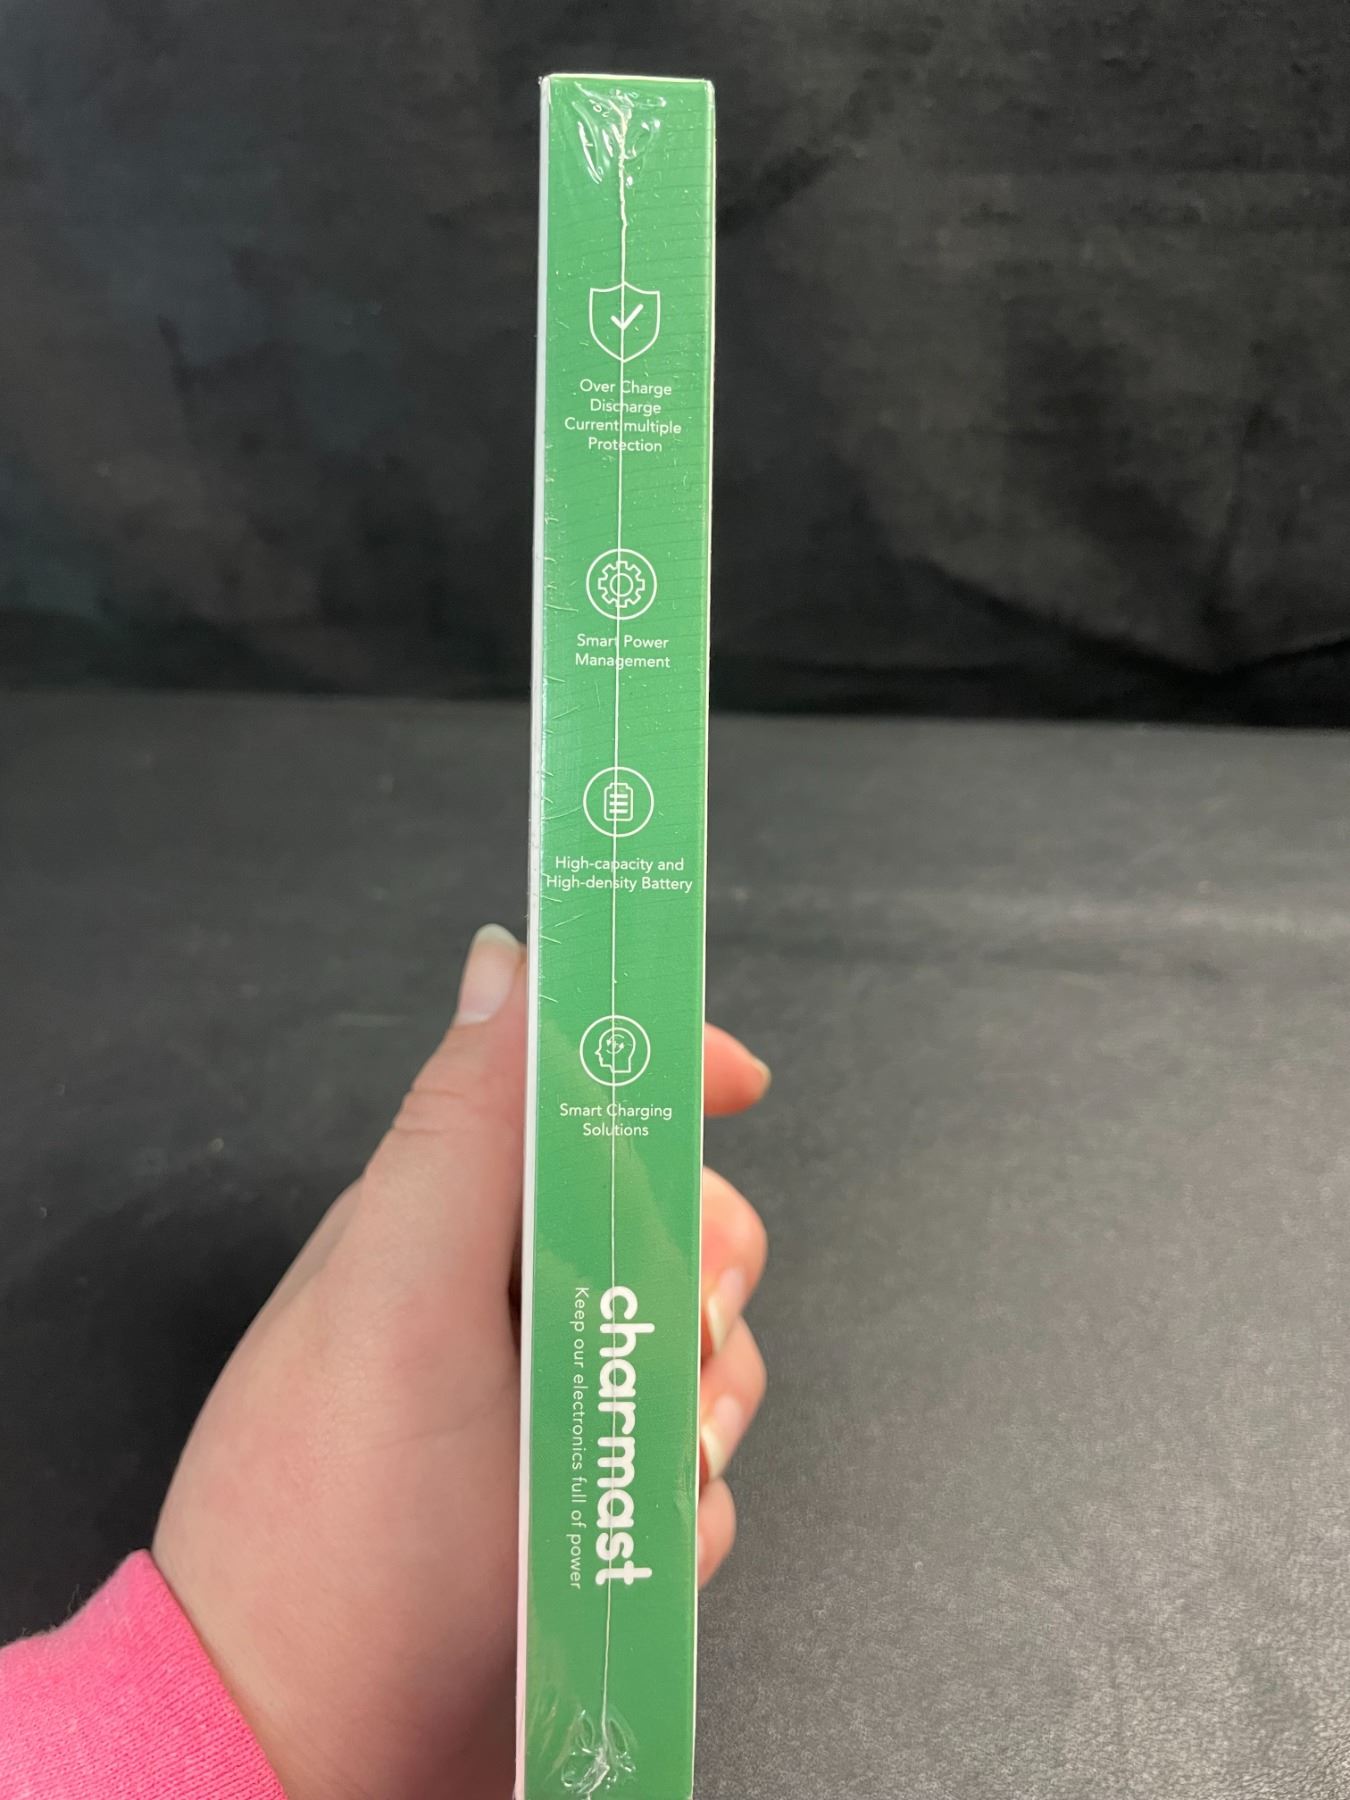 Over Charge
Discharge
Current multiple
Protection
Smart Power
Management
High-capacity and
High-density Battery
Smart Charging
Solutions
charmast
Keep our electronics full of power